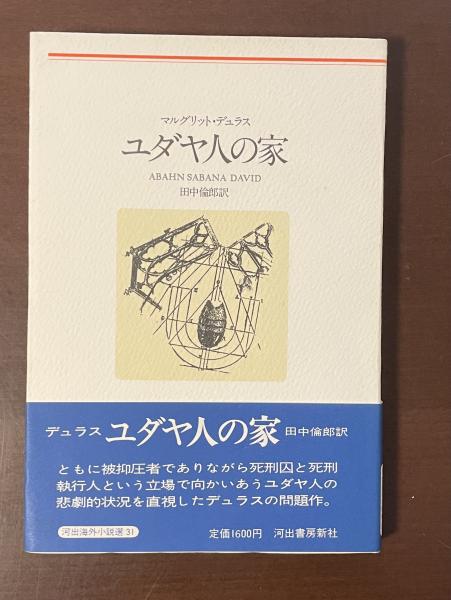 マルグリット・デュラス
ユダヤ人の家
ABAHN SABANA DAVID
田中倫郎訳
デュラス ユダヤ人の家 田中倫郎訳
ともに被抑圧者でありながら死刑囚と死刑
執行人という立場で向かいあうユダヤ人の
悲劇的状況を直視したデュラスの問題作。
河出海外小説選 31 定価1600円 河出書房新社